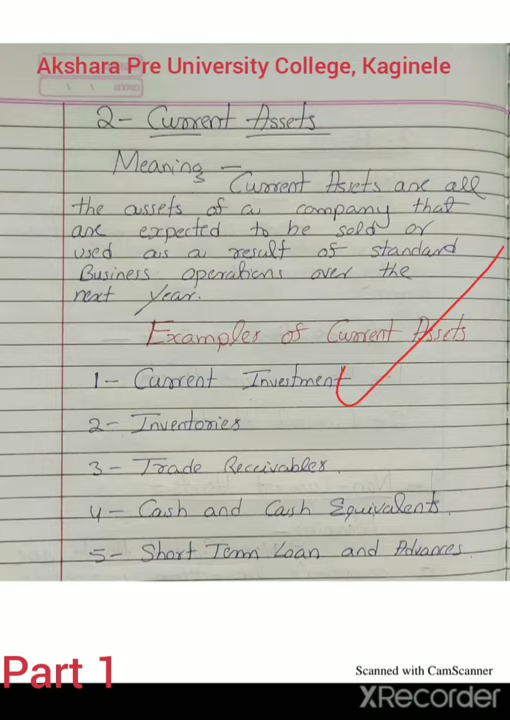 Akshara Pre University College, Kaginele
2- Current Assets
Meaning -
Current Assets are all
the assets of a company that
are expected to be sold or
used as a result of standard
Business operations over the
next year.
Examples of Current Assets
1- Current Investment
2- Inventories
3- Trade Receivables.
4- Cash and Cash Equivalents.
5- Short Term Loan and Advances
Part 1
Scanned with CamScanner
XRecorder